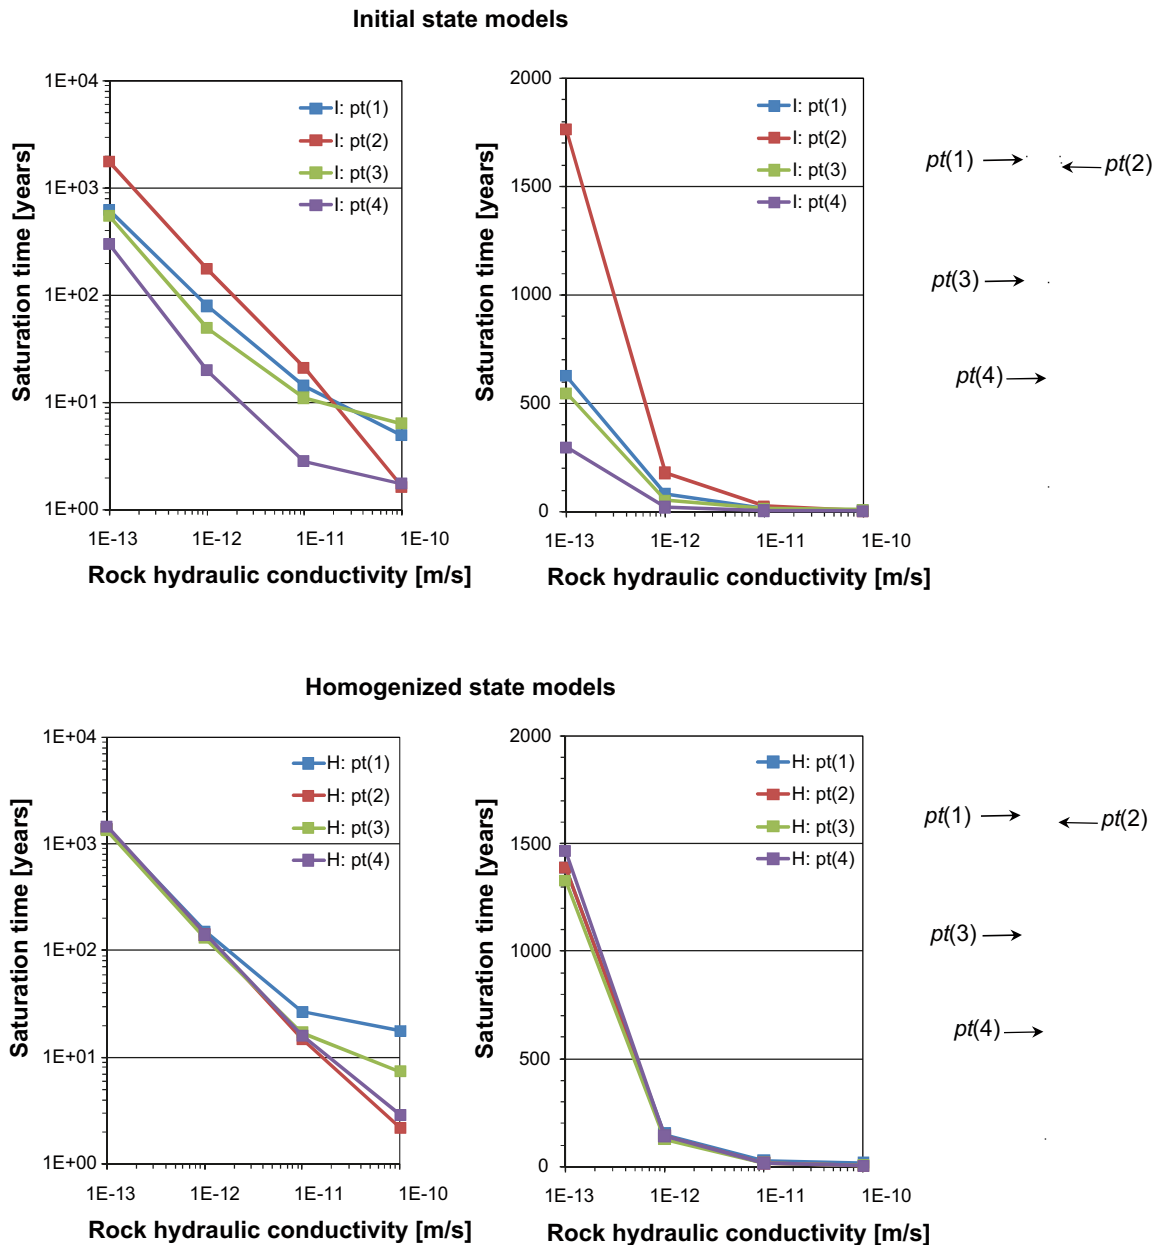 Initial state models
Saturation time [years]
1E+04
1E+03
1E+02
1E+01
1E+00
I: pt(1)
I: pt(2)
I: pt(3)
I: pt(4)
1E-13 1E-12 1E-11 1E-10
Rock hydraulic conductivity [m/s]
Saturation time [years]
2000
1500
1000
500
0
I: pt(1)
I: pt(2)
I: pt(3)
I: pt(4)
1E-13 1E-12 1E-11 1E-10
Rock hydraulic conductivity [m/s]
pt(1) pt(2)
pt(3)
pt(4)
Homogenized state models
Saturation time [years]
1E+04
1E+03
1E+02
1E+01
1E+00
H: pt(1)
H: pt(2)
H: pt(3)
H: pt(4)
1E-13 1E-12 1E-11 1E-10
Rock hydraulic conductivity [m/s]
Saturation time [years]
2000
1500
1000
500
0
H: pt(1)
H: pt(2)
H: pt(3)
H: pt(4)
1E-13 1E-12 1E-11 1E-10
Rock hydraulic conductivity [m/s]
pt(1) pt(2)
pt(3)
pt(4)